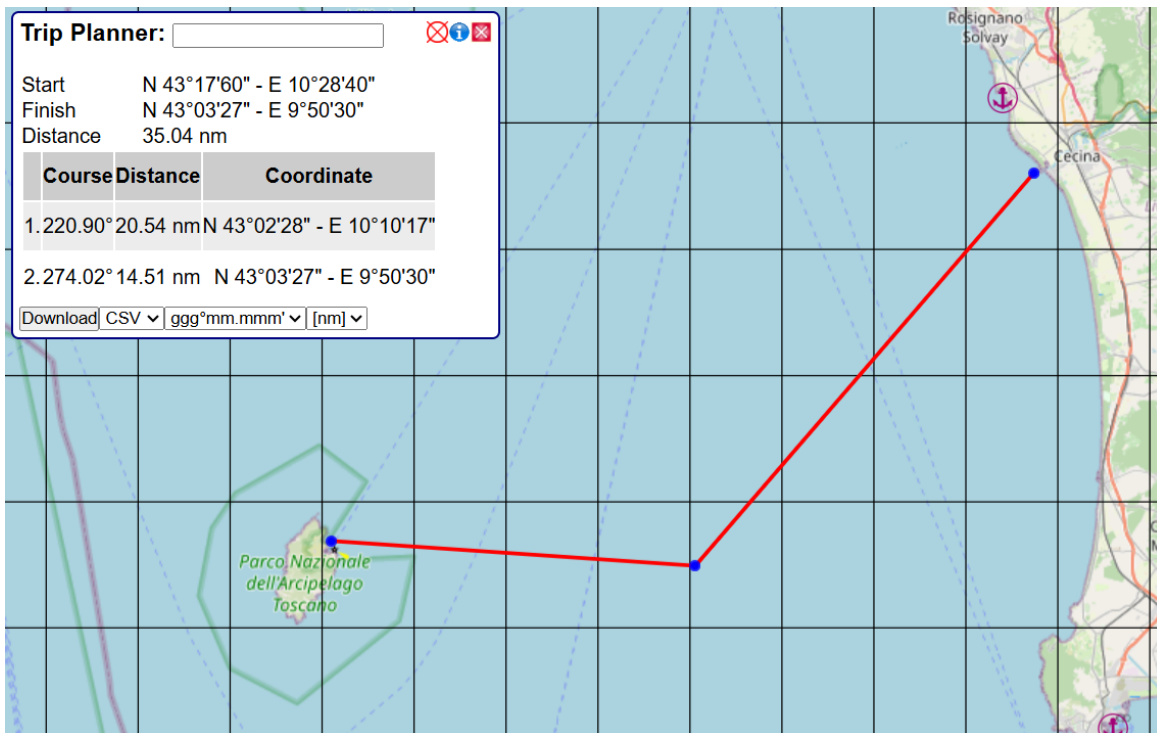 Trip Planner:
Start N 43°17'60" - E 10°28'40"
Finish N 43°03'27" - E 9°50'30"
Distance 35.04 nm
Course Distance Coordinate
1. 220.90° 20.54 nm N 43°02'28" - E 10°10'17"
2. 274.02° 14.51 nm N 43°03'27" - E 9°50'30"
Download CSV ggg°mm.mmm' [nm]
Rosignano
Solvay
Cecina
Parco Nazionale
dell'Arcipelago
Toscano